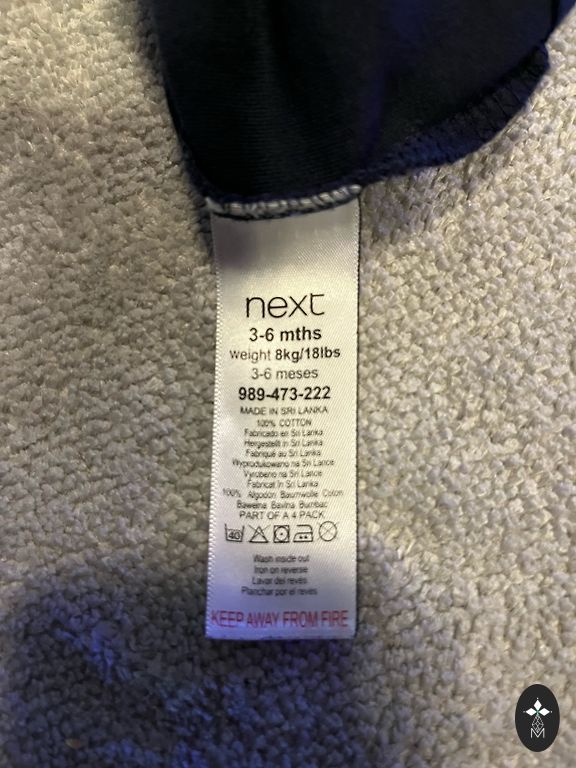 next
3-6 mths
weight 8kg/18lbs
3-6 meses
989-473-222
MADE IN SRI LANKA
100% COTTON
Fabricado en Sri Lanka
Hergestellt in Sri Lanka
Fabriqué au Sri Lanka
Wyprodukowano na Sri Lance
Vyrobeno na Sri Lance
Fabricat în Sri Lanka
100% Algodon Baumwolle Coton
Bawełna Bavlna Bumbac
PART OF A 4 PACK
40
Wash inside out
Iron on reverse
Lavar del revés
Planchar por el revés
KEEP AWAY FROM FIRE
M